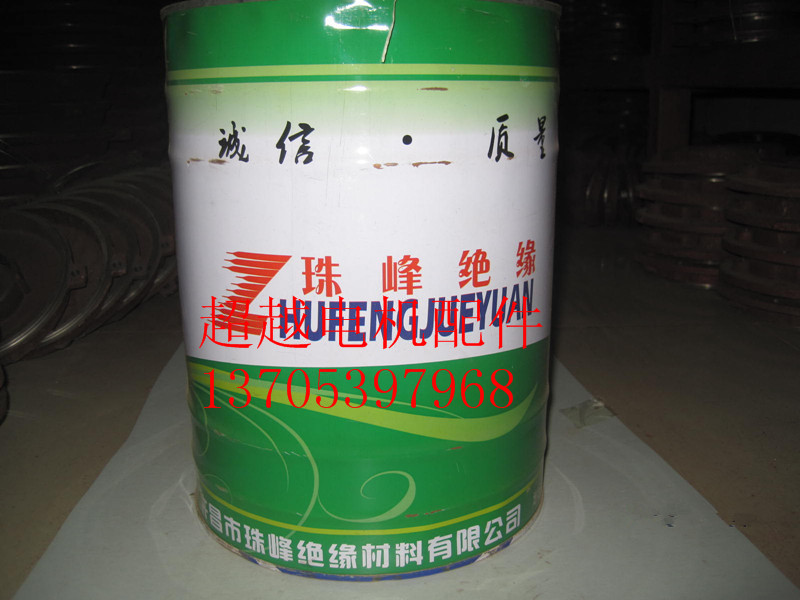 诚信·质量
珠峰绝缘
ZHUFENGJUEYUAN
超越电机配件
13705397968
昌市珠峰绝缘材料有限公司